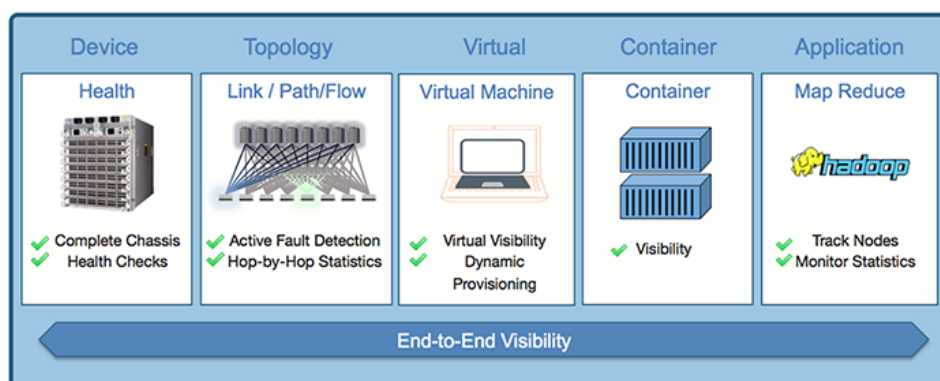 Device
Topology
Virtual
Container
Application
Health
Complete Chassis
Health Checks
Link / Path/Flow
Active Fault Detection
Hop-by-Hop Statistics
Virtual Machine
Virtual Visibility
Dynamic
Provisioning
Container
Visibility
Map Reduce
hadoop
Track Nodes
Monitor Statistics
End-to-End Visibility